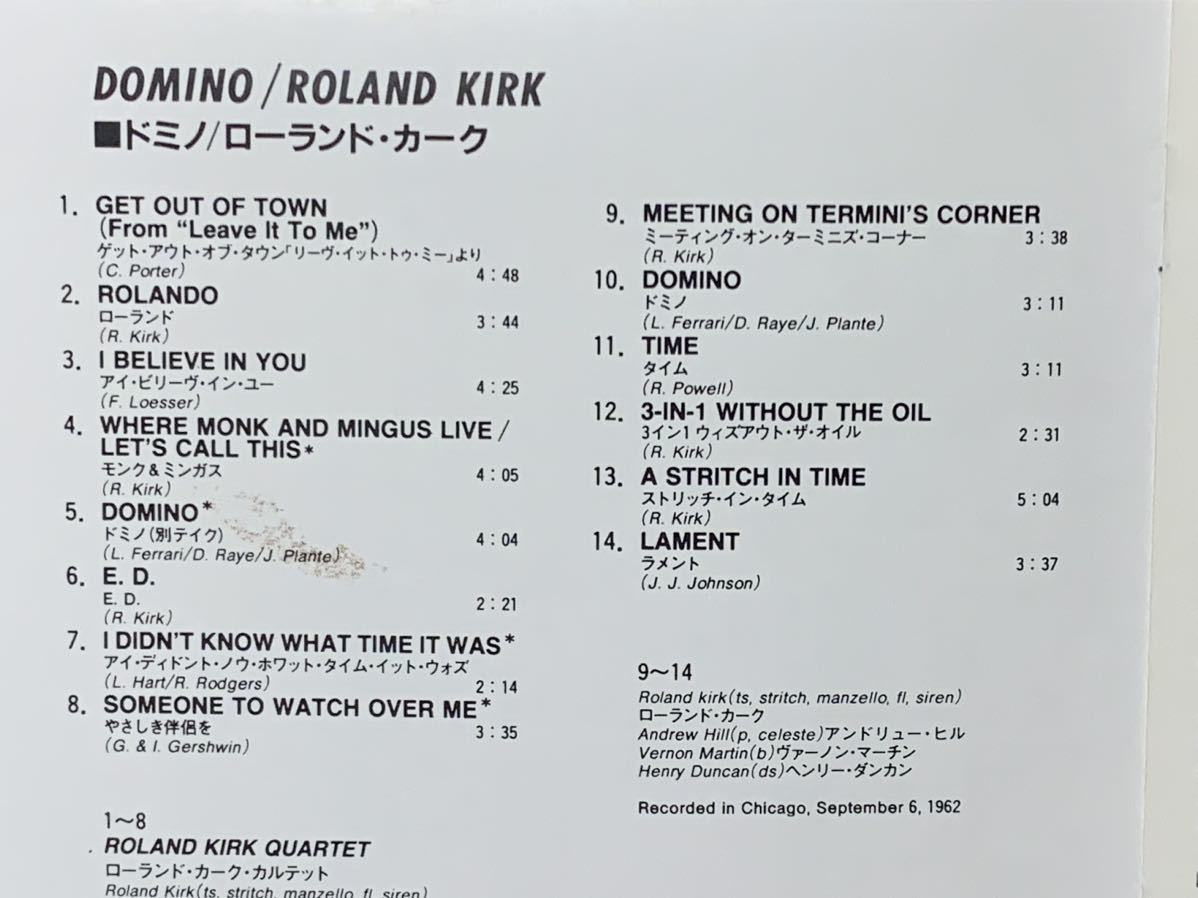 DOMINO/ROLAND KIRK
■ドミノ/ローランド・カーク
1. GET OUT OF TOWN
(From “Leave It To Me”)
ゲット・アウト・オブ・タウン「リーヴ・イット・トゥ・ミー」より
(C. Porter) 4:48
2. ROLANDO
ローランド 3:44
(R. Kirk)
3. I BELIEVE IN YOU
アイ・ビリーヴ・イン・ユー 4:25
(F. Loesser)
4. WHERE MONK AND MINGUS LIVE/
LET'S CALL THIS*
モンク&ミンガス 4:05
(R. Kirk)
5. DOMINO*
ドミノ(別テイク) 4:04
(L. Ferrari/D. Raye/J. Plante)
6. E. D.
E. D. 2:21
(R. Kirk)
7. I DIDN'T KNOW WHAT TIME IT WAS*
アイ・ディドント・ノウ・ホワット・タイム・イット・ウォズ
(L. Hart/R. Rodgers) 2:14
8. SOMEONE TO WATCH OVER ME*
やさしき伴侶を 3:35
(G. & I. Gershwin)
1～8
ROLAND KIRK QUARTET
ローランド・カーク・カルテット
Roland Kirk(ts, stritch, manzello, fl, siren)
9. MEETING ON TERMINI'S CORNER
ミーティング・オン・ターミニズ・コーナー 3:38
(R. Kirk)
10. DOMINO
ドミノ 3:11
(L. Ferrari/D. Raye/J. Plante)
11. TIME
タイム 3:11
(R. Powell)
12. 3-IN-1 WITHOUT THE OIL
3イン1 ウィズアウト・ザ・オイル 2:31
(R. Kirk)
13. A STRITCH IN TIME
ストリッチ・イン・タイム 5:04
(R. Kirk)
14. LAMENT
ラメント 3:37
(J. J. Johnson)
9～14
Roland kirk(ts, stritch, manzello, fl, siren)
ローランド・カーク
Andrew Hill(p, celeste)アンドリュー・ヒル
Vernon Martin(b)ヴァーノン・マーチン
Henry Duncan(ds)ヘンリー・ダンカン
Recorded in Chicago, September 6, 1962